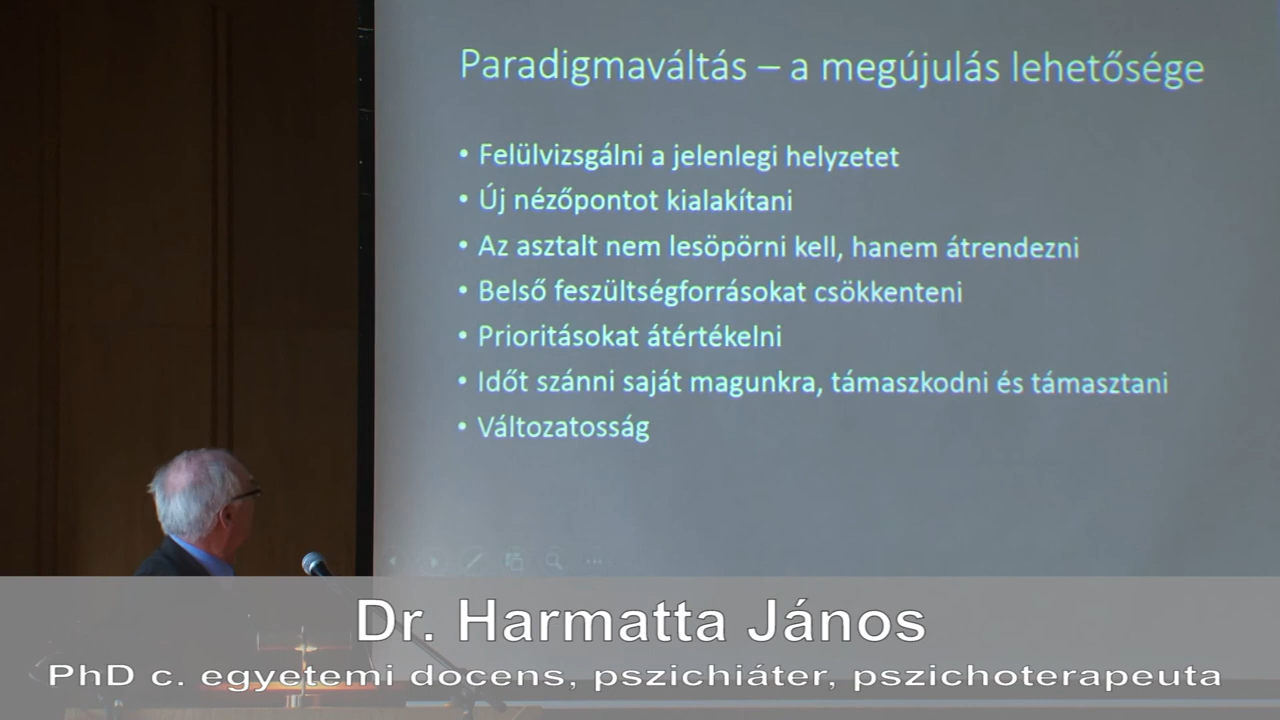 Paradigmaváltás – a megújulás lehetősége
• Felülvizsgálni a jelenlegi helyzetet
• Új nézőpontot kialakítani
• Az asztalt nem lesöpörni kell, hanem átrendezni
• Belső feszültségforrásokat csökkenteni
• Prioritásokat átértékelni
• Időt szánni saját magunkra, támaszkodni és támasztani
• Változatosság
Dr. Harmatta János
PhD c. egyetemi docens, pszichiáter, pszichoterapeuta